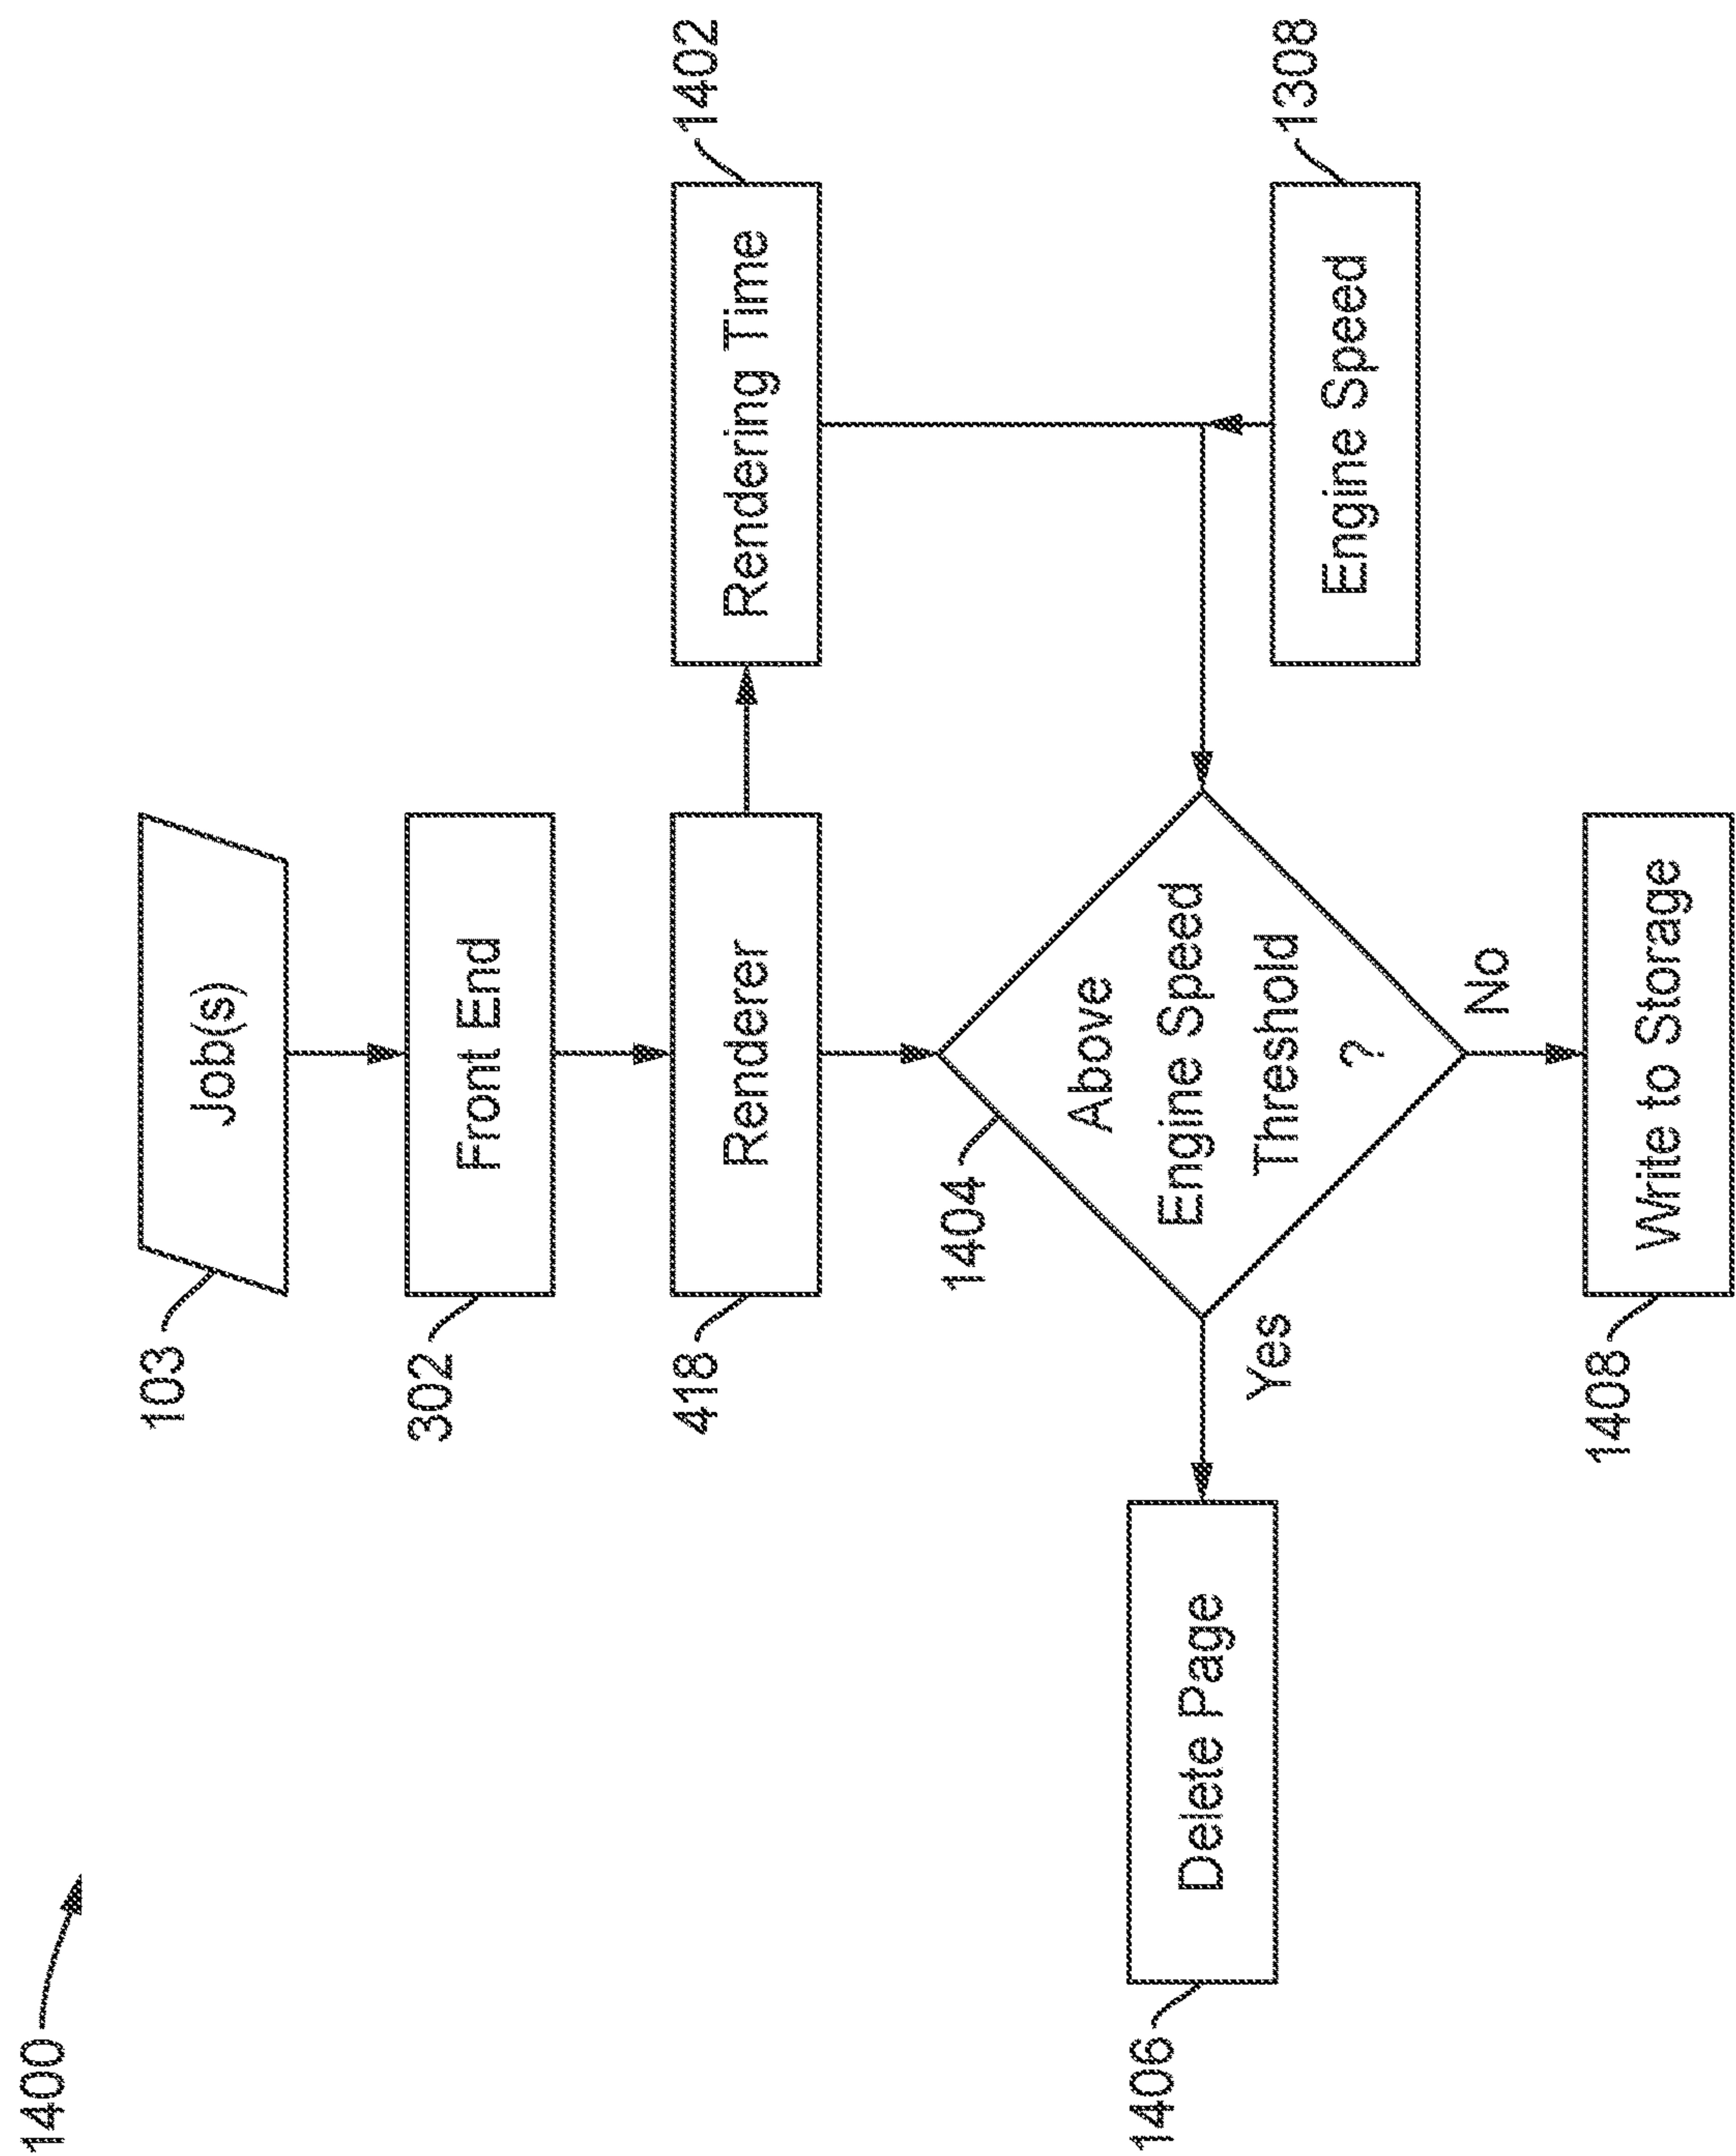 1400
Job(s)
103
Front End
302
Renderer
418
Rendering Time
1402
Above
Engine Speed
Threshold
?
1404
Engine Speed
1308
Yes
No
Delete Page
1406
Write to Storage
1408